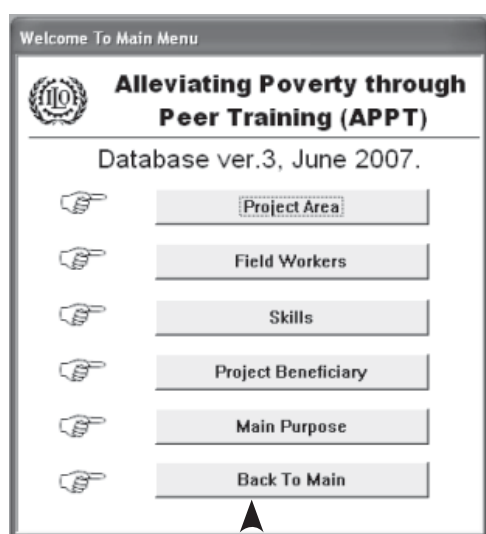 Welcome To Main Menu
ILO
Alleviating Poverty through
Peer Training (APPT)
Database ver.3, June 2007.
Project Area
Field Workers
Skills
Project Beneficiary
Main Purpose
Back To Main